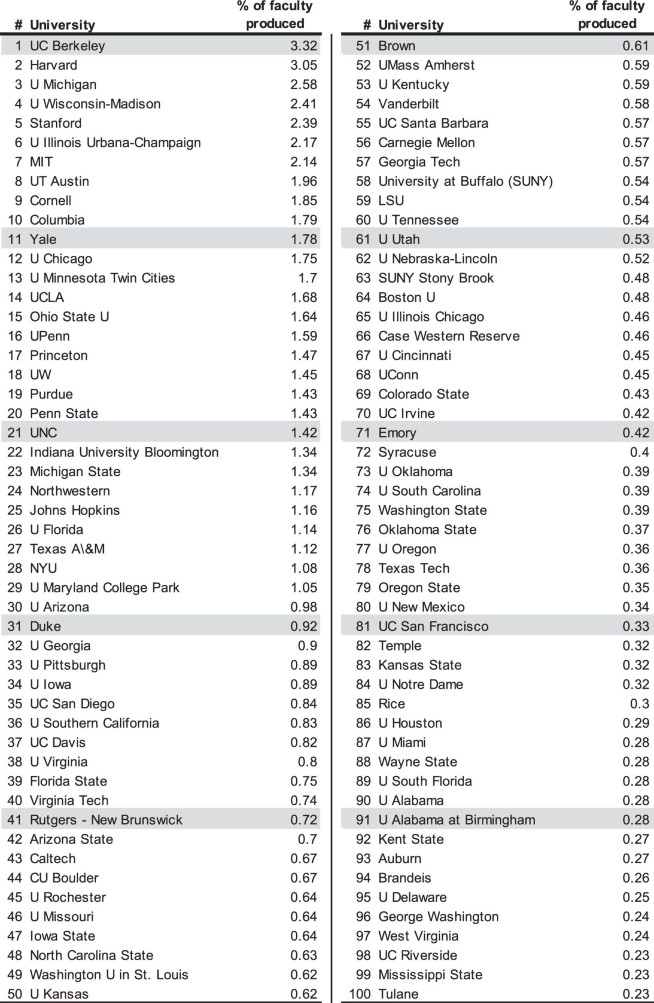 # University % of faculty produced
1 UC Berkeley 3.32
2 Harvard 3.05
3 U Michigan 2.58
4 U Wisconsin-Madison 2.41
5 Stanford 2.39
6 U Illinois Urbana-Champaign 2.17
7 MIT 2.14
8 UT Austin 1.96
9 Cornell 1.85
10 Columbia 1.79
11 Yale 1.78
12 U Chicago 1.75
13 U Minnesota Twin Cities 1.7
14 UCLA 1.68
15 Ohio State U 1.64
16 UPenn 1.59
17 Princeton 1.47
18 UW 1.45
19 Purdue 1.43
20 Penn State 1.43
21 UNC 1.42
22 Indiana University Bloomington 1.34
23 Michigan State 1.34
24 Northwestern 1.17
25 Johns Hopkins 1.16
26 U Florida 1.14
27 Texas A\&M 1.12
28 NYU 1.08
29 U Maryland College Park 1.05
30 U Arizona 0.98
31 Duke 0.92
32 U Georgia 0.9
33 U Pittsburgh 0.89
34 U Iowa 0.89
35 UC San Diego 0.84
36 U Southern California 0.83
37 UC Davis 0.82
38 U Virginia 0.8
39 Florida State 0.75
40 Virginia Tech 0.74
41 Rutgers - New Brunswick 0.72
42 Arizona State 0.7
43 Caltech 0.67
44 CU Boulder 0.67
45 U Rochester 0.64
46 U Missouri 0.64
47 Iowa State 0.64
48 North Carolina State 0.63
49 Washington U in St. Louis 0.62
50 U Kansas 0.62
# University % of faculty produced
51 Brown 0.61
52 UMass Amherst 0.59
53 U Kentucky 0.59
54 Vanderbilt 0.58
55 UC Santa Barbara 0.57
56 Carnegie Mellon 0.57
57 Georgia Tech 0.57
58 University at Buffalo (SUNY) 0.54
59 LSU 0.54
60 U Tennessee 0.54
61 U Utah 0.53
62 U Nebraska-Lincoln 0.52
63 SUNY Stony Brook 0.48
64 Boston U 0.48
65 U Illinois Chicago 0.46
66 Case Western Reserve 0.46
67 U Cincinnati 0.45
68 UConn 0.45
69 Colorado State 0.43
70 UC Irvine 0.42
71 Emory 0.42
72 Syracuse 0.4
73 U Oklahoma 0.39
74 U South Carolina 0.39
75 Washington State 0.39
76 Oklahoma State 0.37
77 U Oregon 0.36
78 Texas Tech 0.36
79 Oregon State 0.35
80 U New Mexico 0.34
81 UC San Francisco 0.33
82 Temple 0.32
83 Kansas State 0.32
84 U Notre Dame 0.32
85 Rice 0.3
86 U Houston 0.29
87 U Miami 0.28
88 Wayne State 0.28
89 U South Florida 0.28
90 U Alabama 0.28
91 U Alabama at Birmingham 0.28
92 Kent State 0.27
93 Auburn 0.27
94 Brandeis 0.26
95 U Delaware 0.25
96 George Washington 0.24
97 West Virginia 0.24
98 UC Riverside 0.23
99 Mississippi State 0.23
100 Tulane 0.23